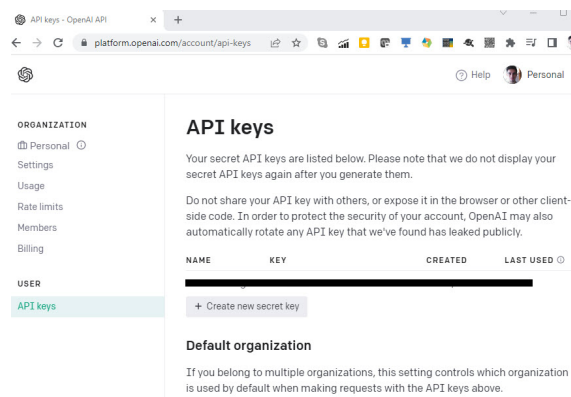 API keys - OpenAI API
platform.openai.com/account/api-keys
Help
Personal
ORGANIZATION
Personal
Settings
Usage
Rate limits
Members
Billing
USER
API keys
API keys
Your secret API keys are listed below. Please note that we do not display your
secret API keys again after you generate them.
Do not share your API key with others, or expose it in the browser or other client-
side code. In order to protect the security of your account, OpenAI may also
automatically rotate any API key that we've found has leaked publicly.
NAME KEY CREATED LAST USED
+ Create new secret key
Default organization
If you belong to multiple organizations, this setting controls which organization
is used by default when making requests with the API keys above.